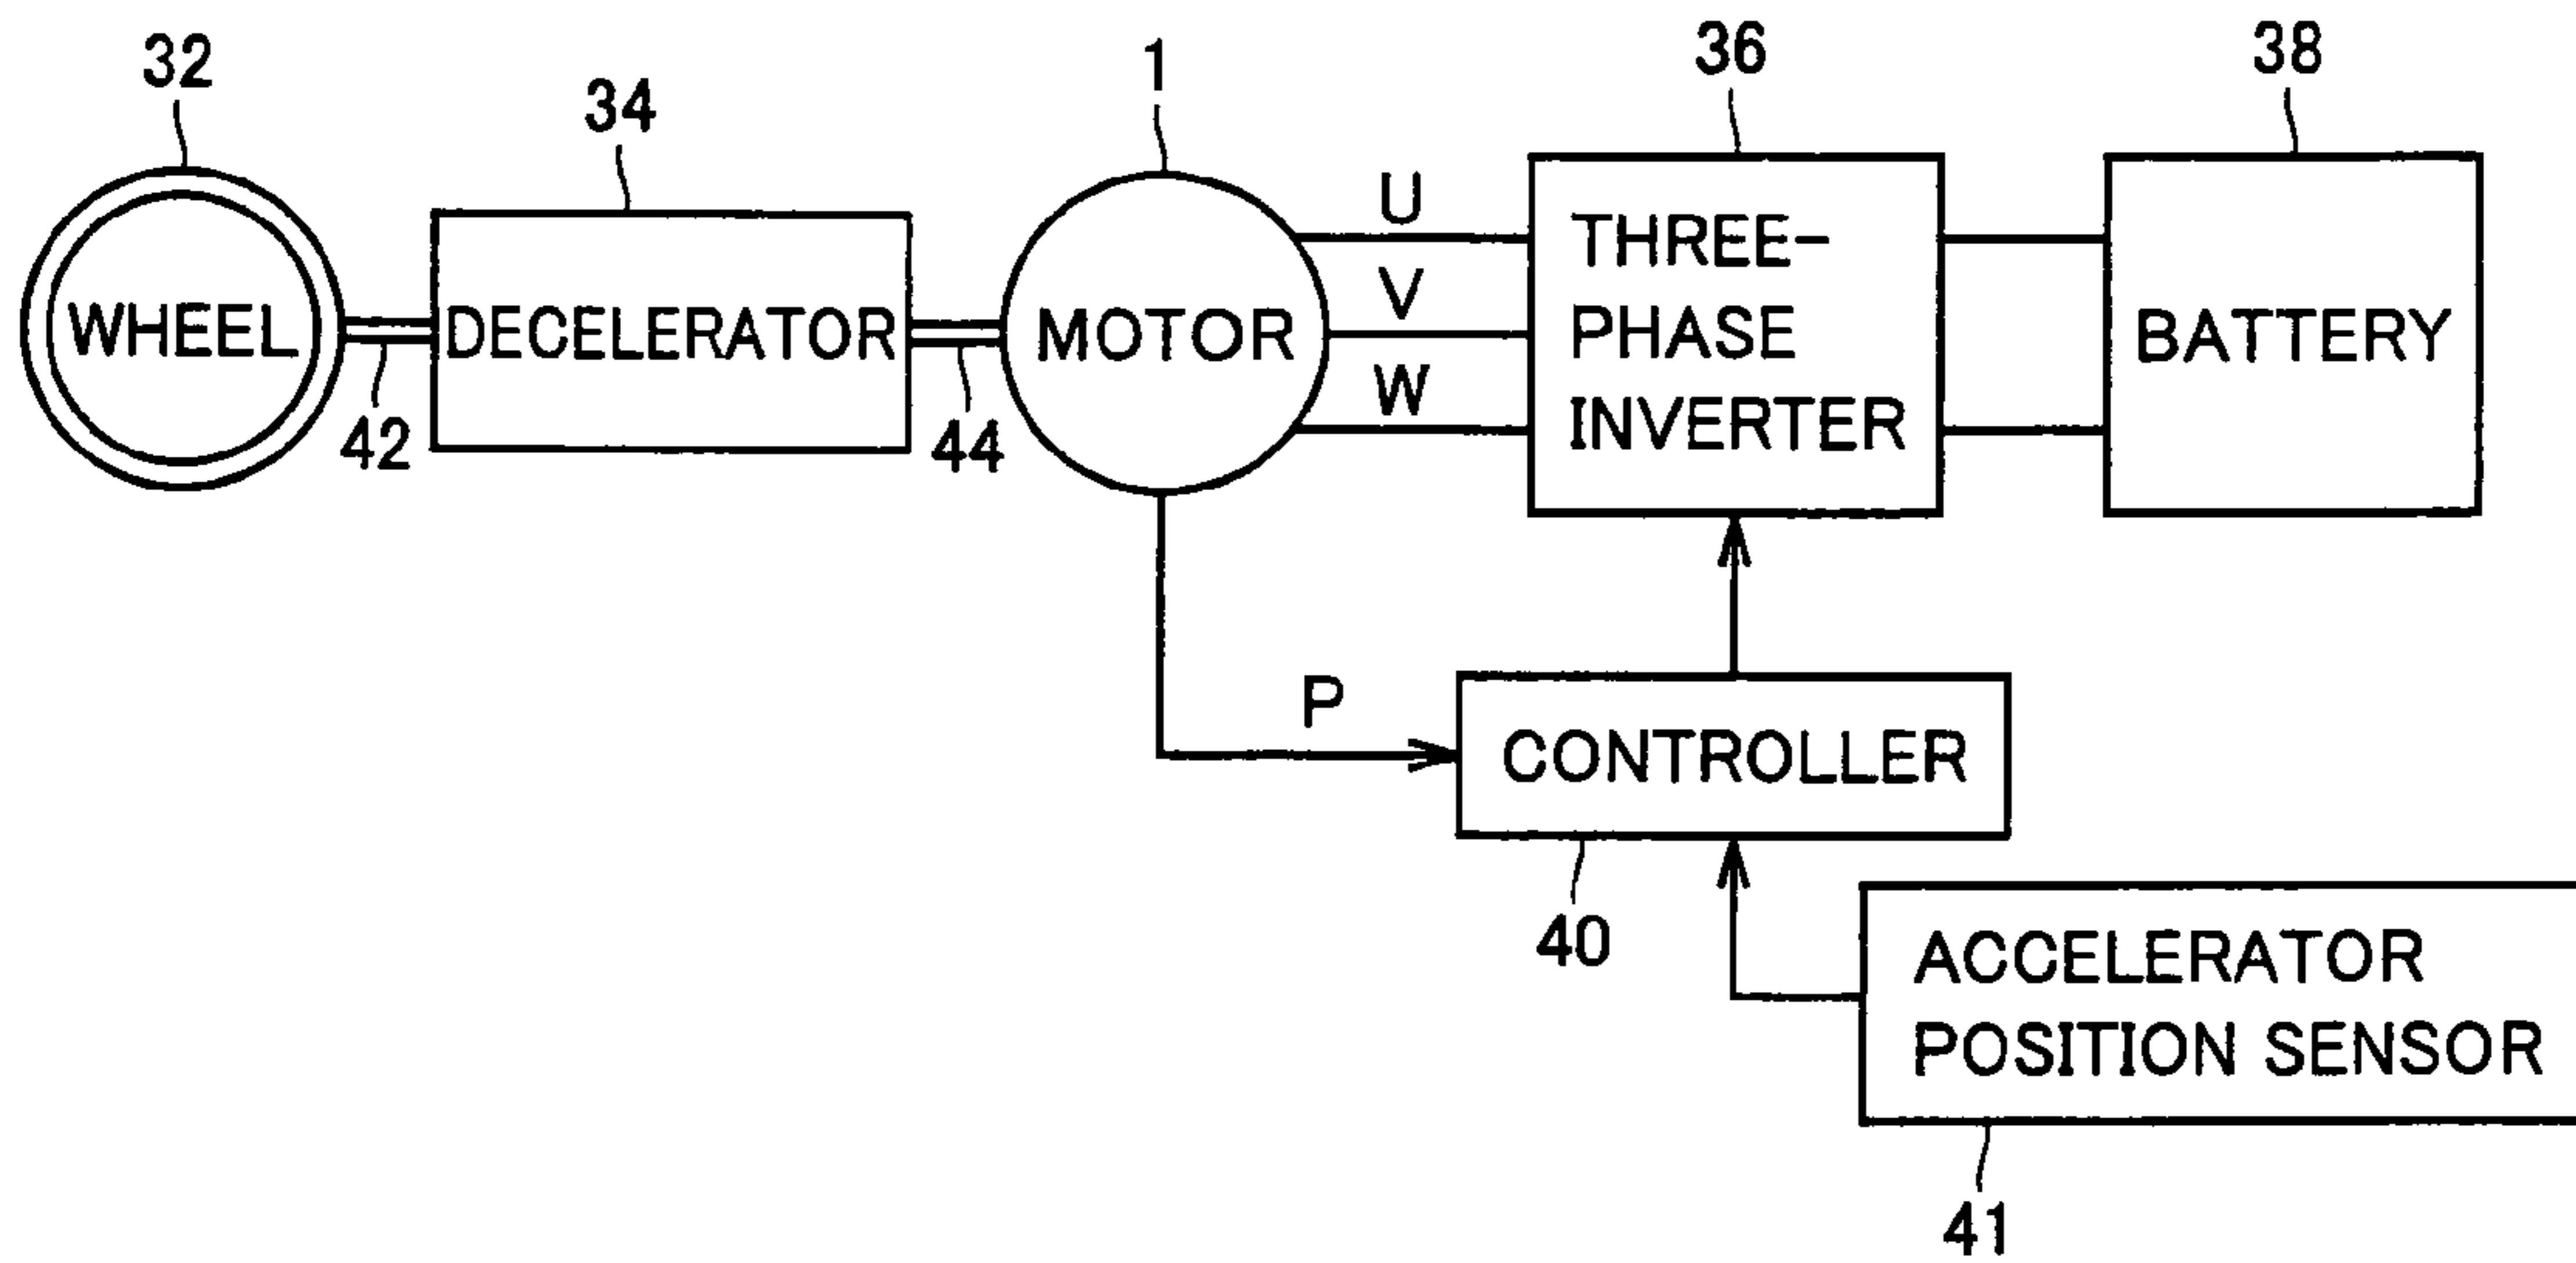 32
34
1
36
38
U
V
W
WHEEL
DECELERATOR
MOTOR
THREE-
PHASE
INVERTER
BATTERY
42
44
P
CONTROLLER
40
ACCELERATOR
POSITION SENSOR
41